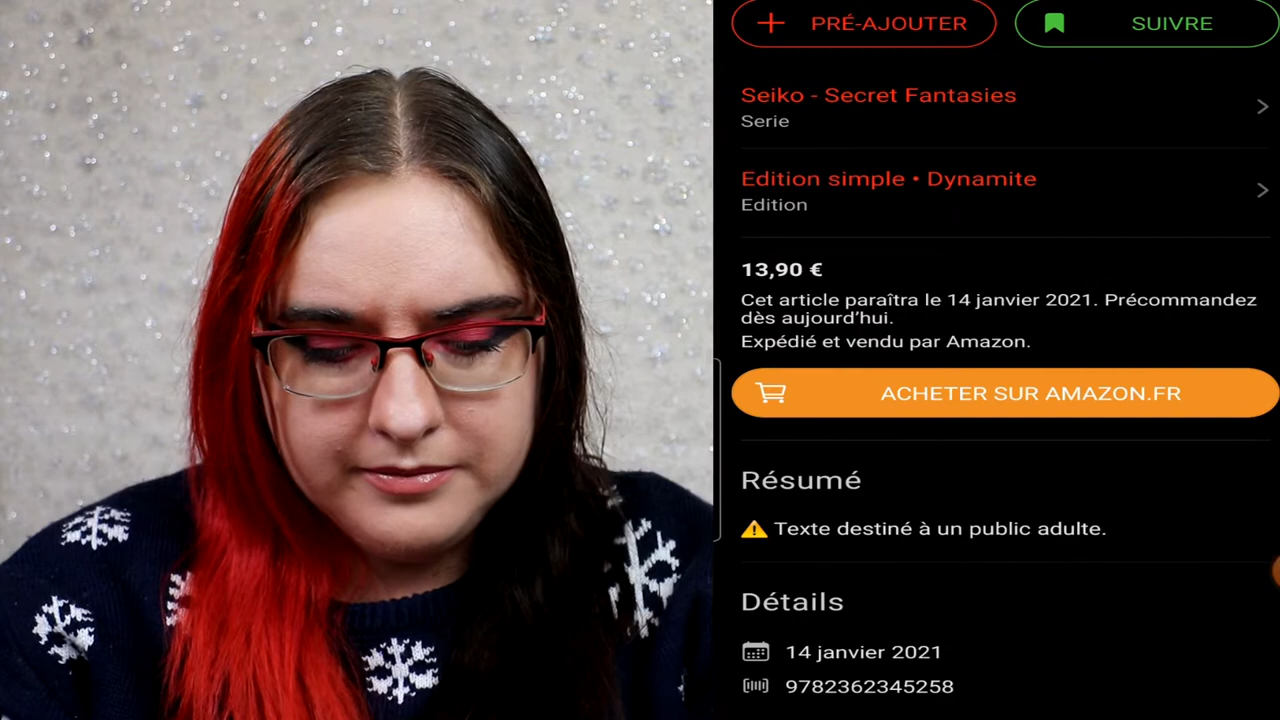 PRÉ-AJOUTER
SUIVRE
Seiko - Secret Fantasies
Serie
Edition simple • Dynamite
Edition
13,90 €
Cet article paraîtra le 14 janvier 2021. Précommandez
dès aujourd'hui.
Expédié et vendu par Amazon.
ACHETER SUR AMAZON.FR
Résumé
⚠️ Texte destiné à un public adulte.
Détails
14 janvier 2021
9782362345258